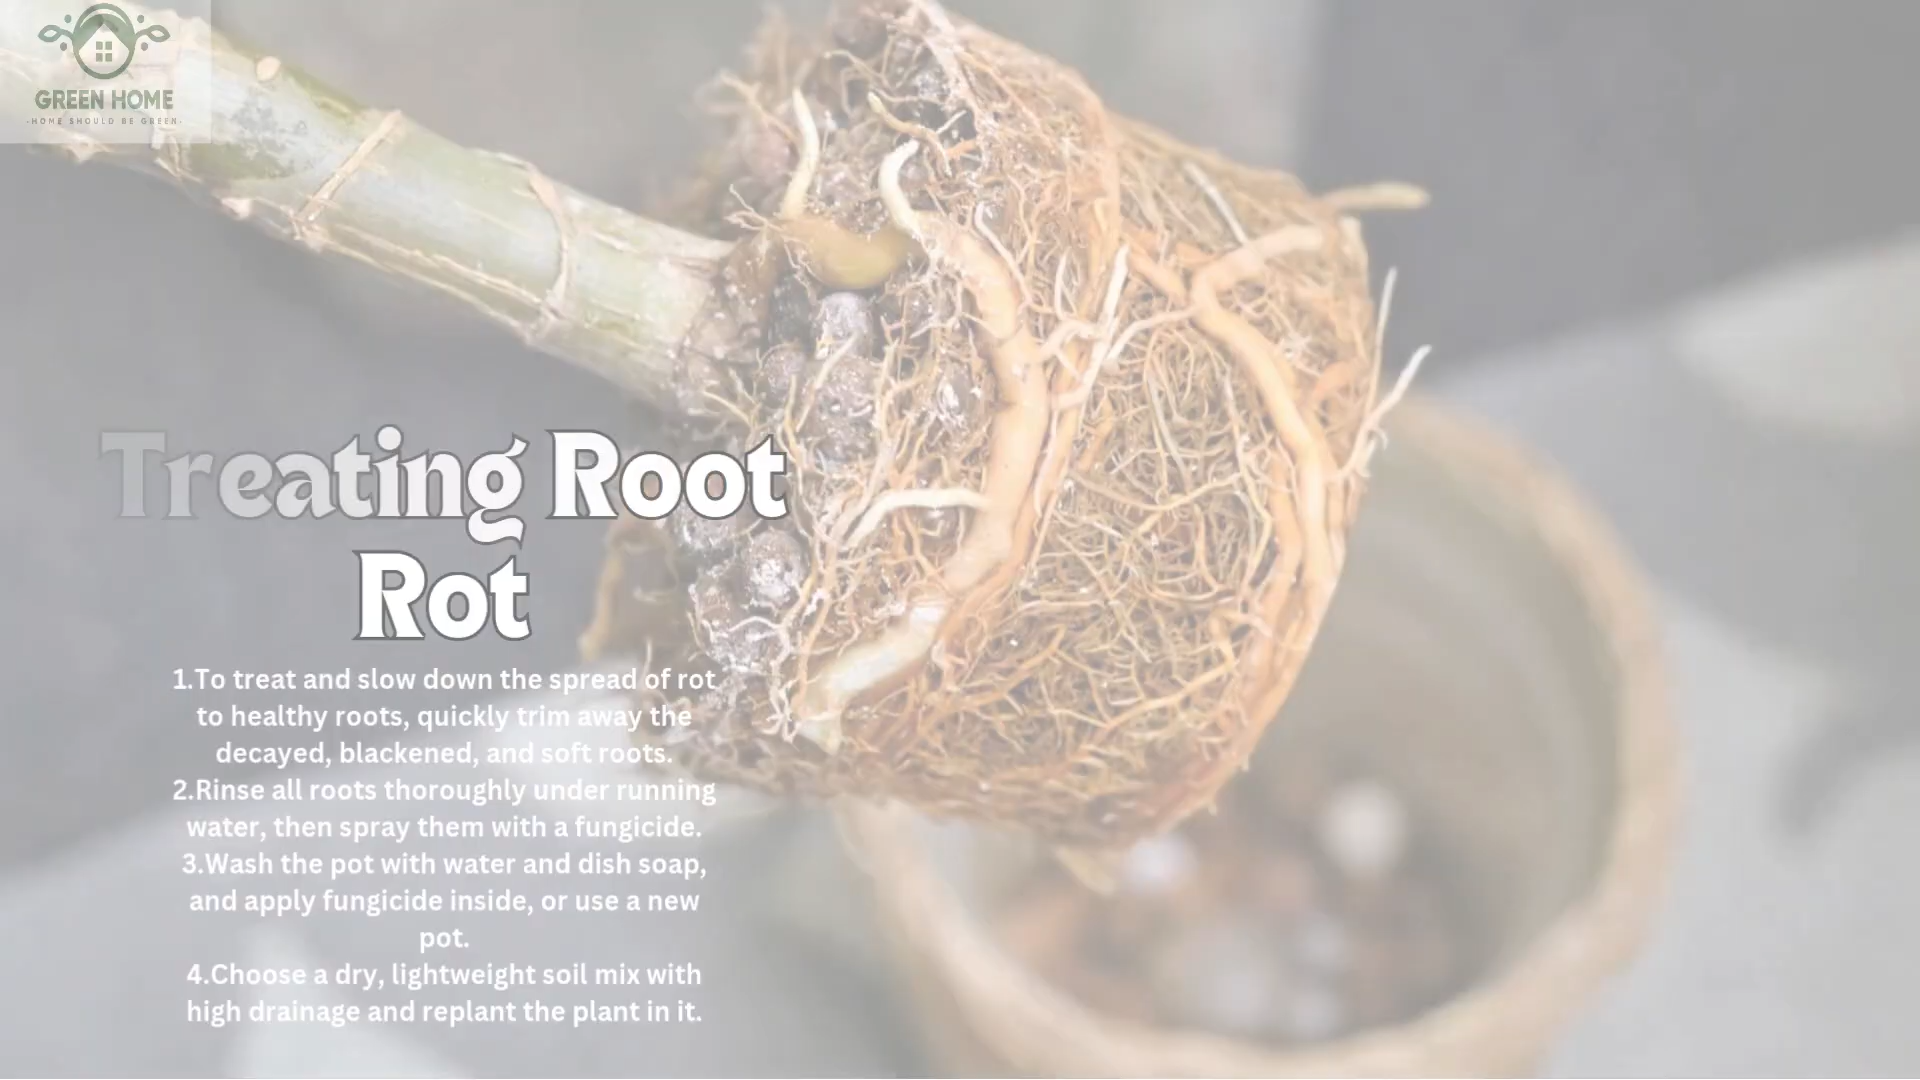 GREEN HOME
-HOME SHOULD BE GREEN-
Treating Root
Rot
1.To treat and slow down the spread of rot
to healthy roots, quickly trim away the
decayed, blackened, and soft roots.
2.Rinse all roots thoroughly under running
water, then spray them with a fungicide.
3.Wash the pot with water and dish soap,
and apply fungicide inside, or use a new
pot.
4.Choose a dry, lightweight soil mix with
high drainage and replant the plant in it.